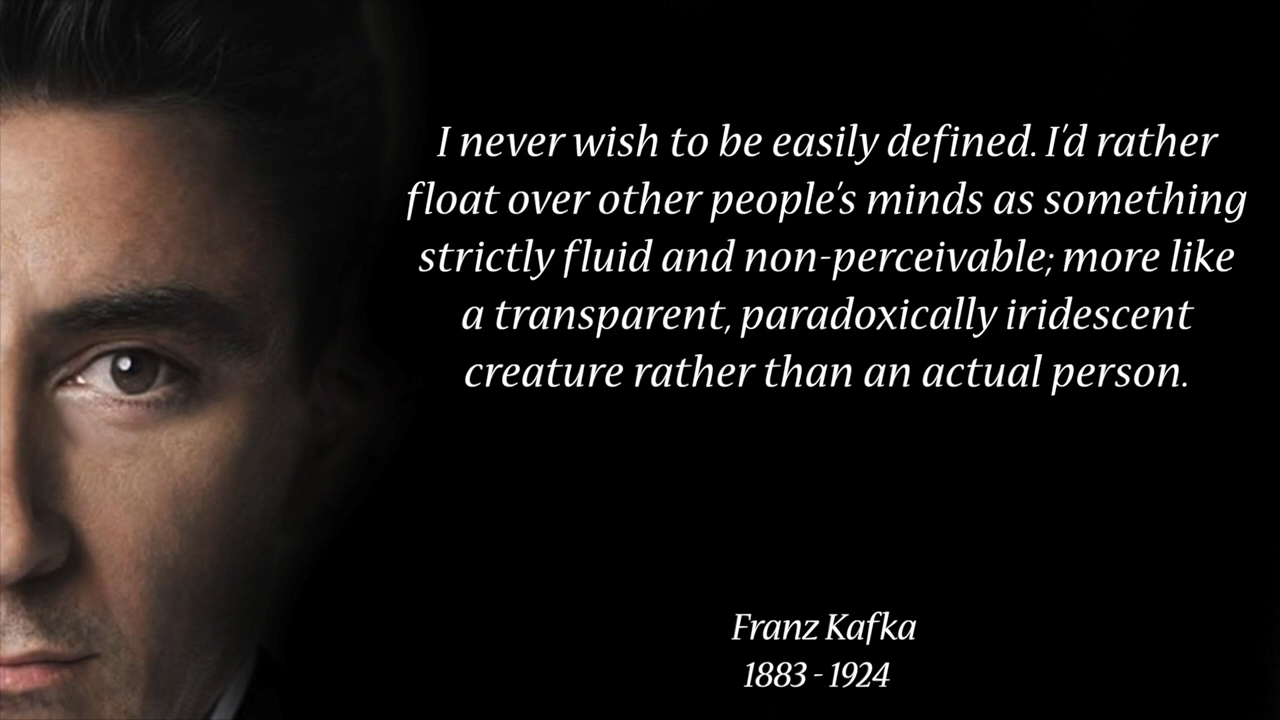 I never wish to be easily defined. I'd rather
float over other people's minds as something
strictly fluid and non-perceivable; more like
a transparent, paradoxically iridescent
creature rather than an actual person.
Franz Kafka
1883 - 1924